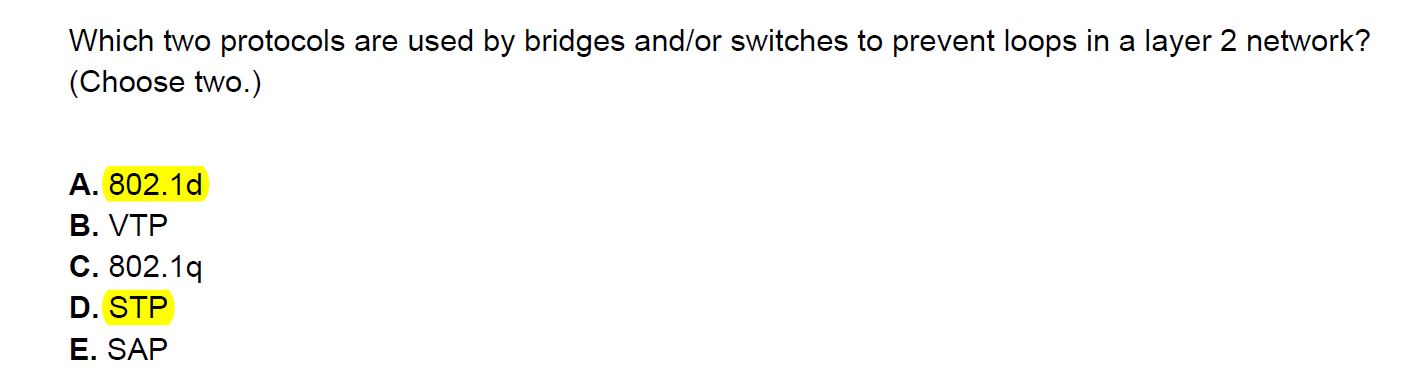 Which two protocols are used by bridges and/or switches to prevent loops in a layer 2 network?
(Choose two.)
A. 802.1d
B. VTP
C. 802.1q
D. STP
E. SAP